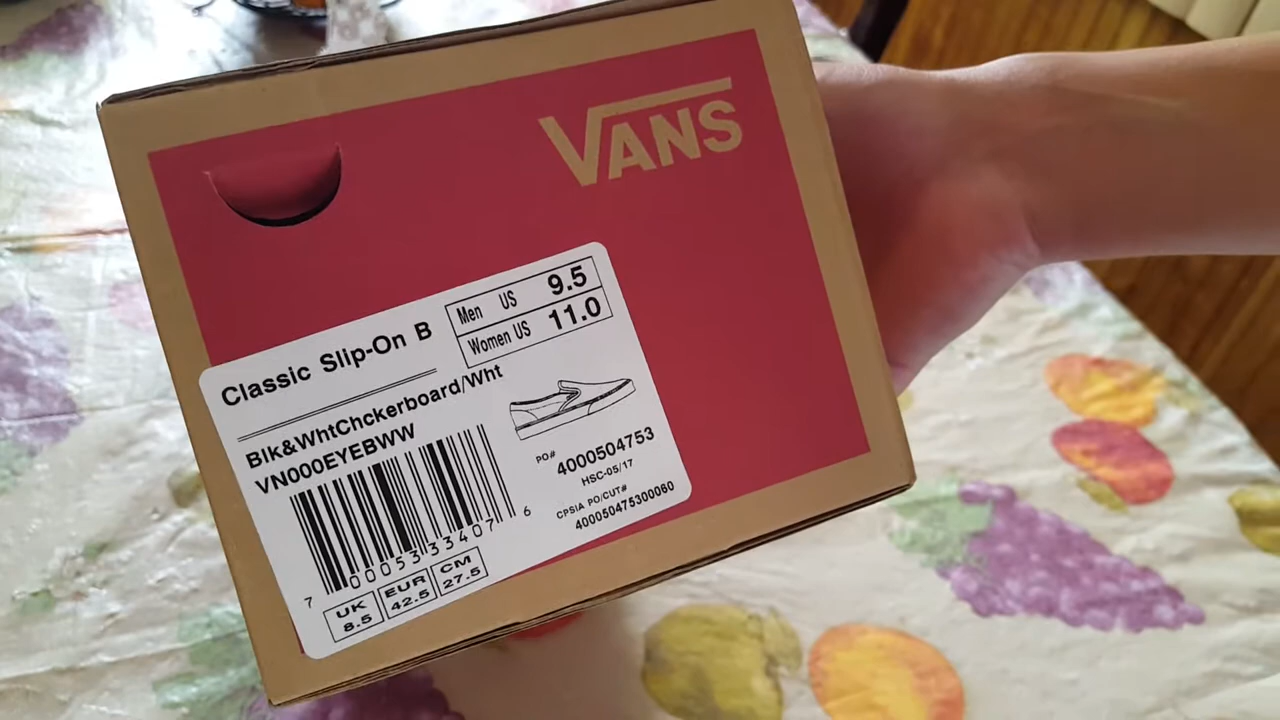 VANS
Classic Slip-On B
Men US 9.5
Women US 11.0
Blk&WhtChckerboard/Wht
VN000EYEBWW
PO# 4000504753
HSC-05/17
CPSIA PO/CUT#
400050475300060
7 00053 33407 6
UK 8.5
EUR 42.5
CM 27.5